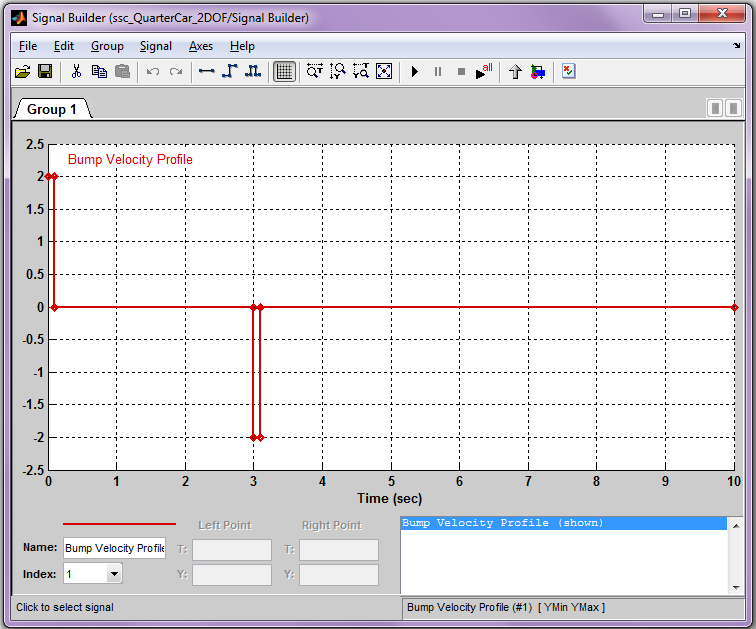 Signal Builder (ssc_QuarterCar_2DOF/Signal Builder)
File Edit Group Signal Axes Help
all
Group 1
Bump Velocity Profile
2.5
2
1.5
1
0.5
0
-0.5
-1
-1.5
-2
-2.5
0 1 2 3 4 5 6 7 8 9 10
Time (sec)
Left Point Right Point
Name: Bump Velocity Profile T: T:
Index: 1 Y: Y:
Bump Velocity Profile (shown)
Click to select signal
Bump Velocity Profile (#1) [ YMin YMax ]